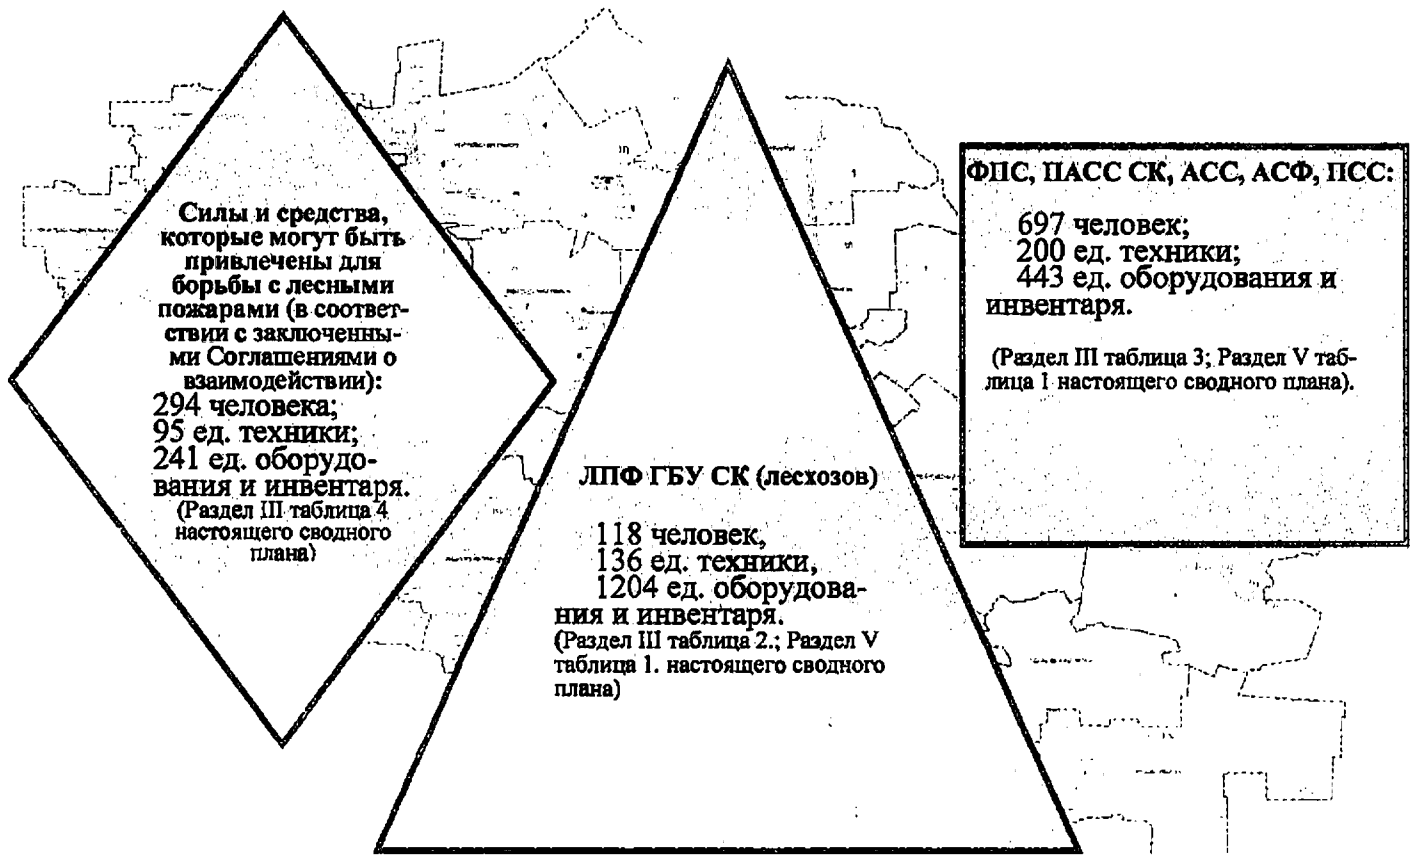 Силы и средства,
которые могут быть
привлечены для
борьбы с лесными
пожарами (в соответ-
ствии с заключенны-
ми Соглашениями о
взаимодействии):
294 человека;
95 ед. техники;
241 ед. оборудо-
вания и инвентаря.
(Раздел III таблица 4
настоящего сводного
плана)
ЛПФ ГБУ СК (лесхозов)
118 человек,
136 ед. техники,
1204 ед. оборудова-
ния и инвентаря.
(Раздел III таблица 2.; Раздел V
таблица 1. настоящего сводного
плана)
ФПС, ПАСС СК, АСС, АСФ, ПСС:
697 человек;
200 ед. техники;
443 ед. оборудования и
инвентаря.
(Раздел III таблица 3; Раздел V таб-
лица 1 настоящего сводного плана).